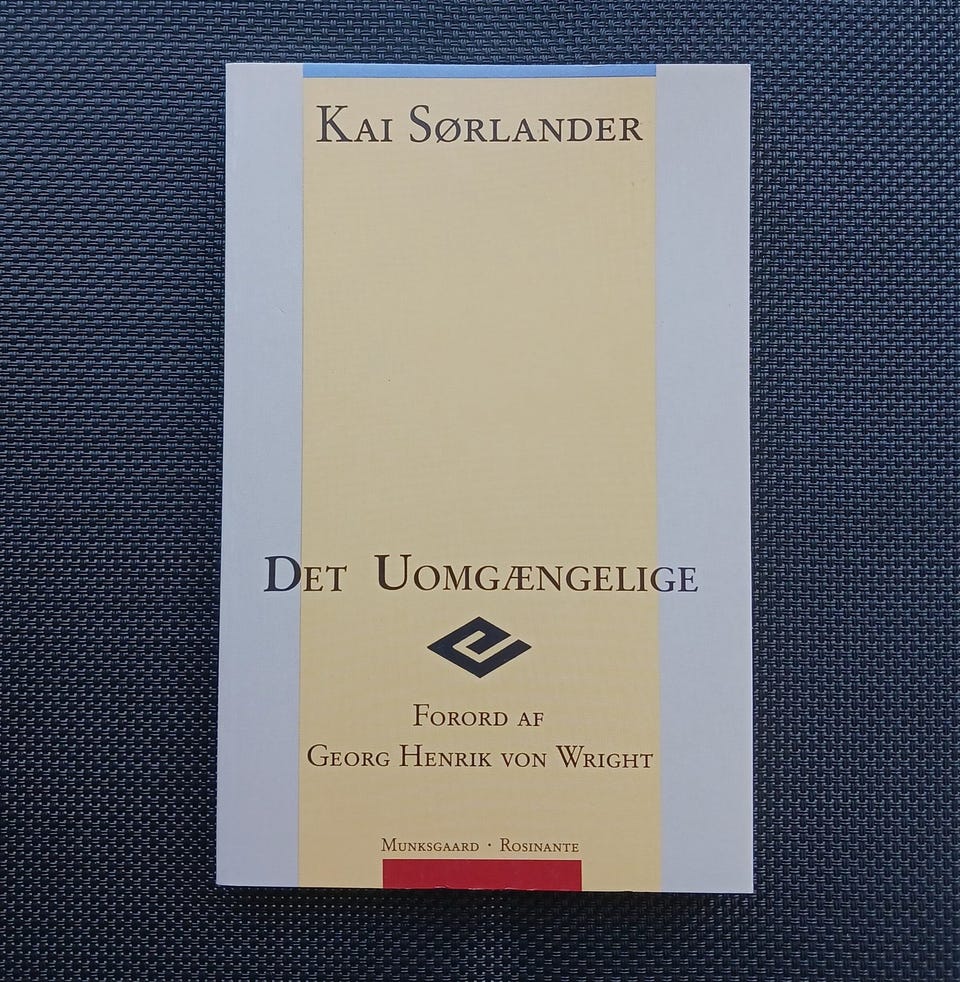 Kai Sørlander
Det Uomgængelige
Forord af
Georg Henrik von Wright
Munksgaard · Rosinante